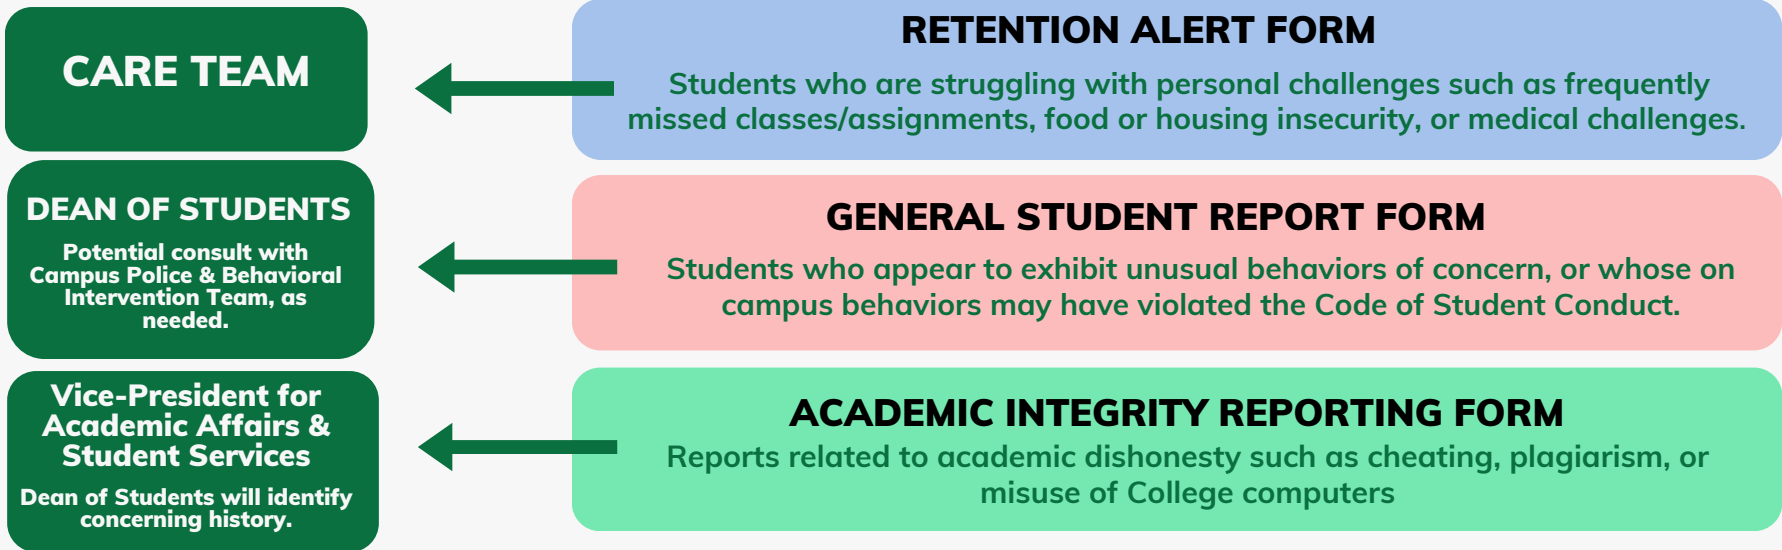 CARE TEAM
RETENTION ALERT FORM
Students who are struggling with personal challenges such as frequently
missed classes/assignments, food or housing insecurity, or medical challenges.
DEAN OF STUDENTS
Potential consult with
Campus Police & Behavioral
Intervention Team, as
needed.
GENERAL STUDENT REPORT FORM
Students who appear to exhibit unusual behaviors of concern, or whose on
campus behaviors may have violated the Code of Student Conduct.
Vice-President for
Academic Affairs &
Student Services
Dean of Students will identify
concerning history.
ACADEMIC INTEGRITY REPORTING FORM
Reports related to academic dishonesty such as cheating, plagiarism, or
misuse of College computers